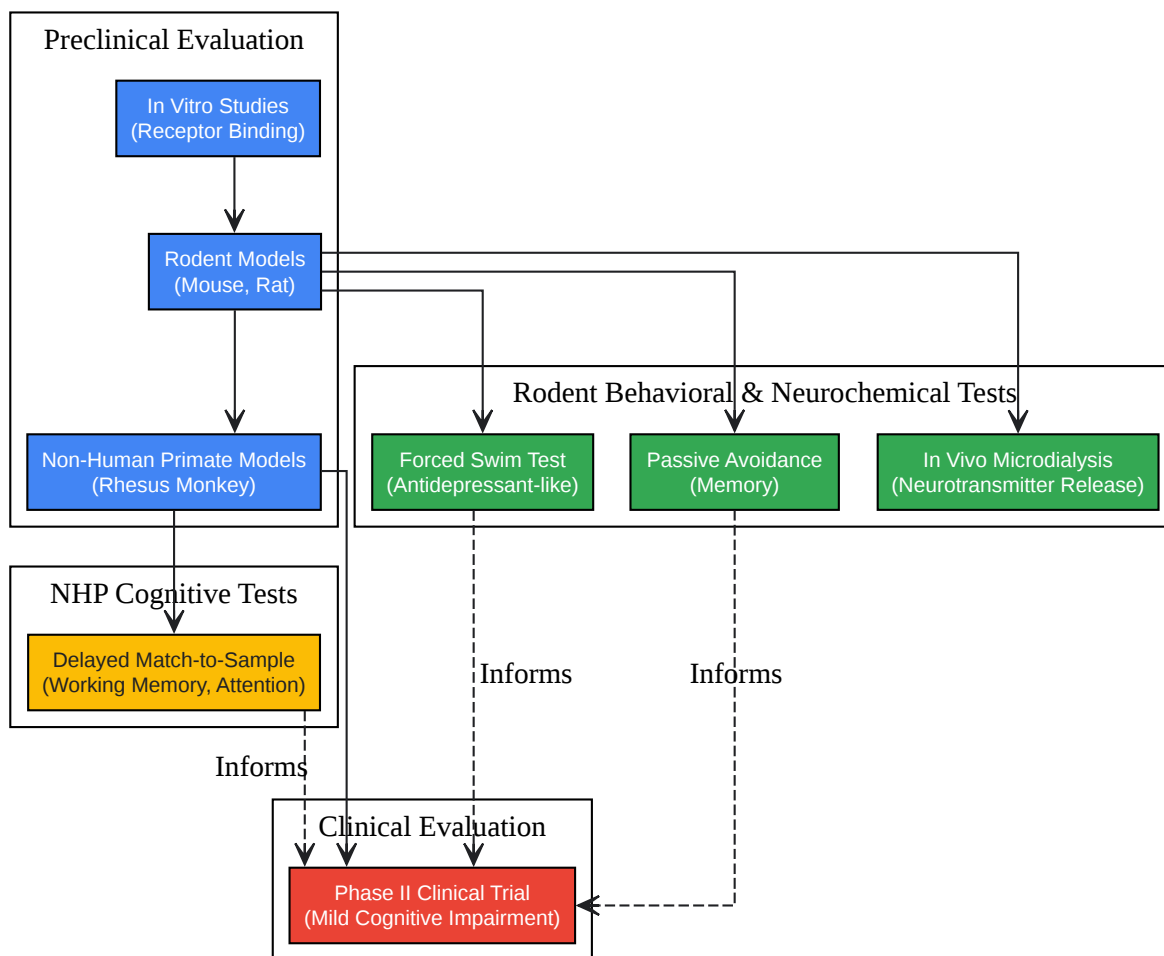 Preclinical Evaluation
In Vitro Studies
(Receptor Binding)
Rodent Models
(Mouse, Rat)
Non-Human Primate Models
(Rhesus Monkey)
Rodent Behavioral & Neurochemical Tests
Forced Swim Test
(Antidepressant-like)
Passive Avoidance
(Memory)
In Vivo Microdialysis
(Neurotransmitter Release)
NHP Cognitive Tests
Delayed Match-to-Sample
(Working Memory, Attention)
Informs
Informs
Informs
Clinical Evaluation
Phase II Clinical Trial
(Mild Cognitive Impairment)